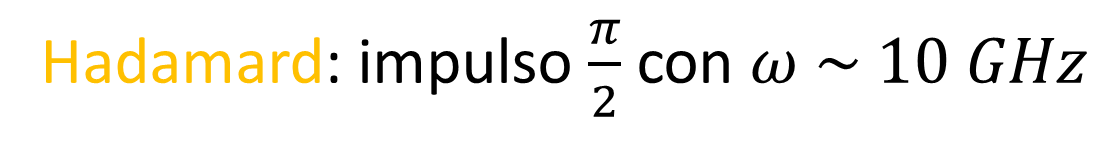 Hadamard: impulso π/2 con ω ~ 10 GHz